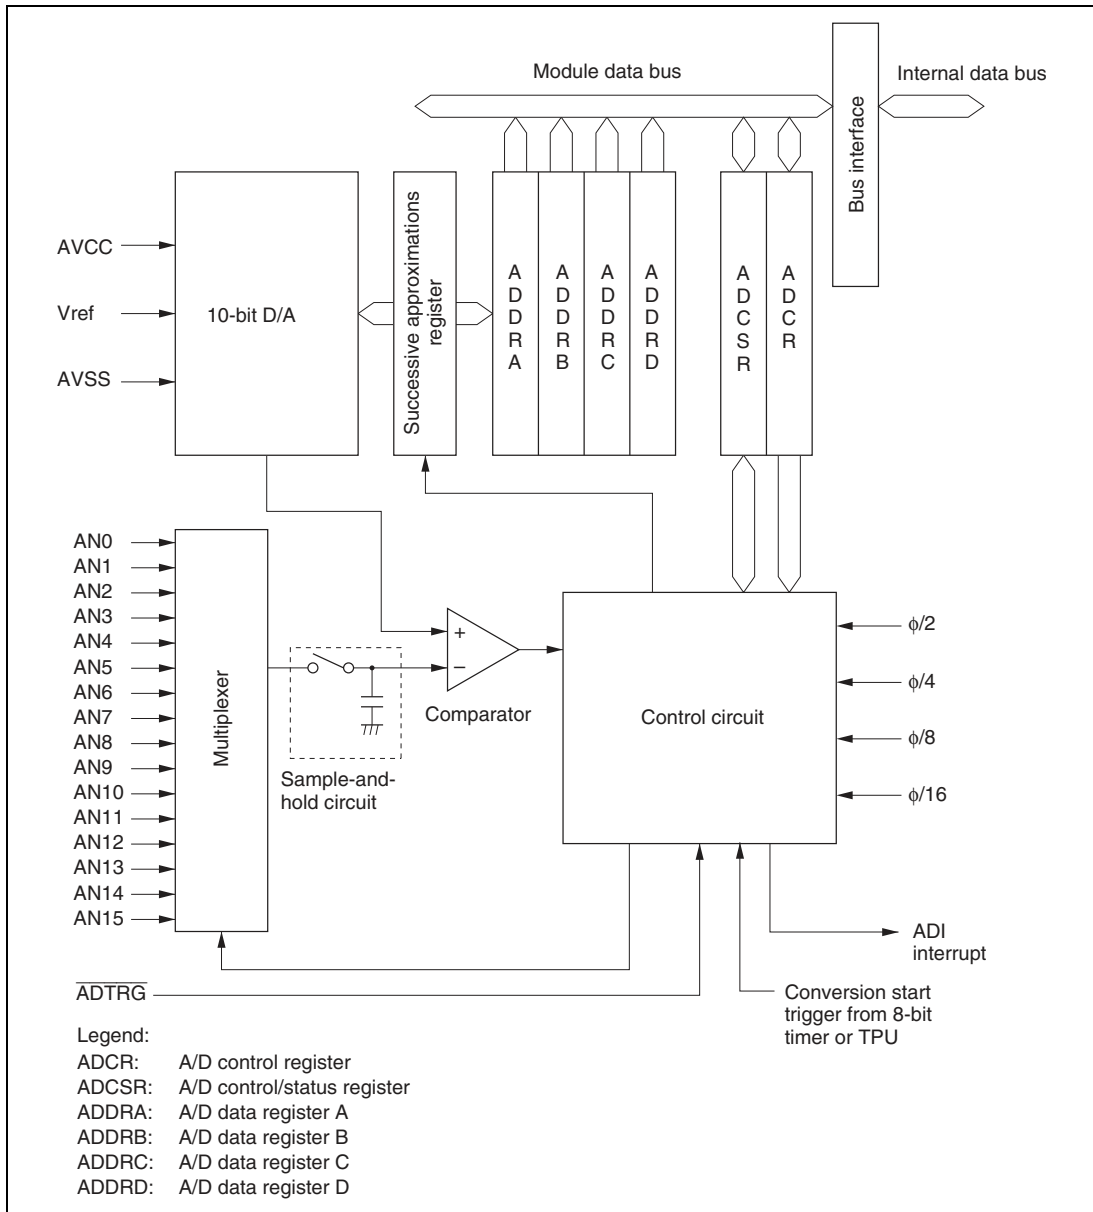 Module data bus
Internal data bus
Bus interface
AVCC
Vref
AVSS
10-bit D/A
Successive approximations
register
ADDRA
ADDRB
ADDRC
ADDRD
ADCSR
ADCR
AN0
AN1
AN2
AN3
AN4
AN5
AN6
AN7
AN8
AN9
AN10
AN11
AN12
AN13
AN14
AN15
Multiplexer
+
−
Comparator
Sample-and-
hold circuit
Control circuit
ϕ/2
ϕ/4
ϕ/8
ϕ/16
ADI
interrupt
ADTRG
Conversion start
trigger from 8-bit
timer or TPU
Legend:
ADCR: A/D control register
ADCSR: A/D control/status register
ADDRA: A/D data register A
ADDRB: A/D data register B
ADDRC: A/D data register C
ADDRD: A/D data register D